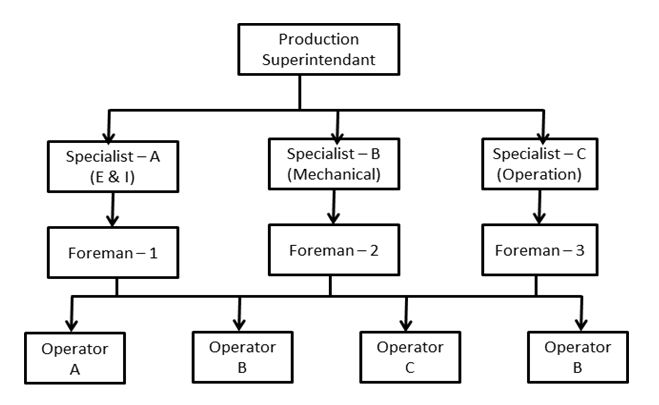 Production
Superintendant
Specialist – A
(E & I)
Specialist – B
(Mechanical)
Specialist – C
(Operation)
Foreman – 1
Foreman – 2
Foreman – 3
Operator
A
Operator
B
Operator
C
Operator
B